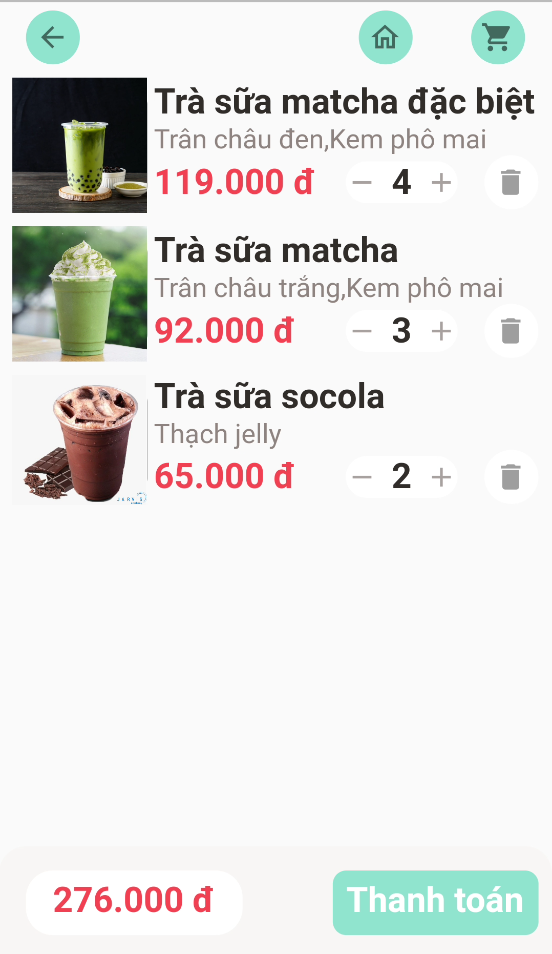 Trà sữa matcha đặc biệt
Trân châu đen,Kem phô mai
119.000 đ
4
Trà sữa matcha
Trân châu trắng,Kem phô mai
92.000 đ
3
Trà sữa socola
Thạch jelly
65.000 đ
2
276.000 đ
Thanh toán